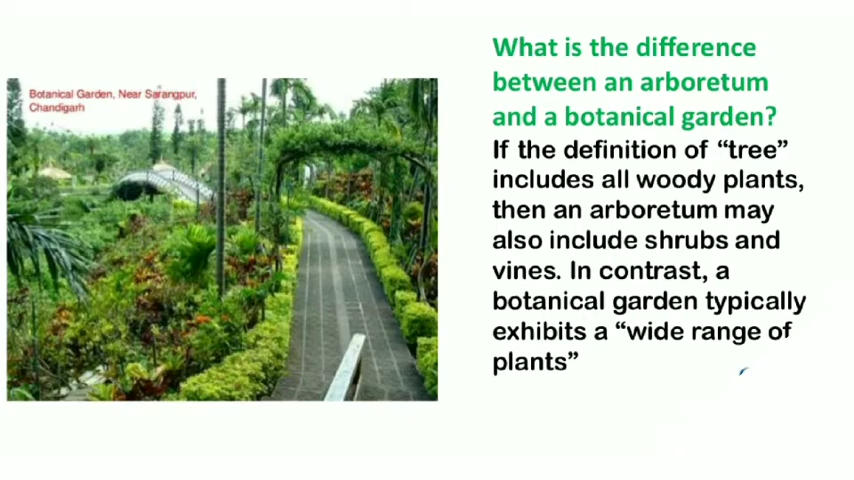 Botanical Garden, Near Sarangpur,
Chandigarh
What is the difference
between an arboretum
and a botanical garden?
If the definition of “tree”
includes all woody plants,
then an arboretum may
also include shrubs and
vines. In contrast, a
botanical garden typically
exhibits a “wide range of
plants”